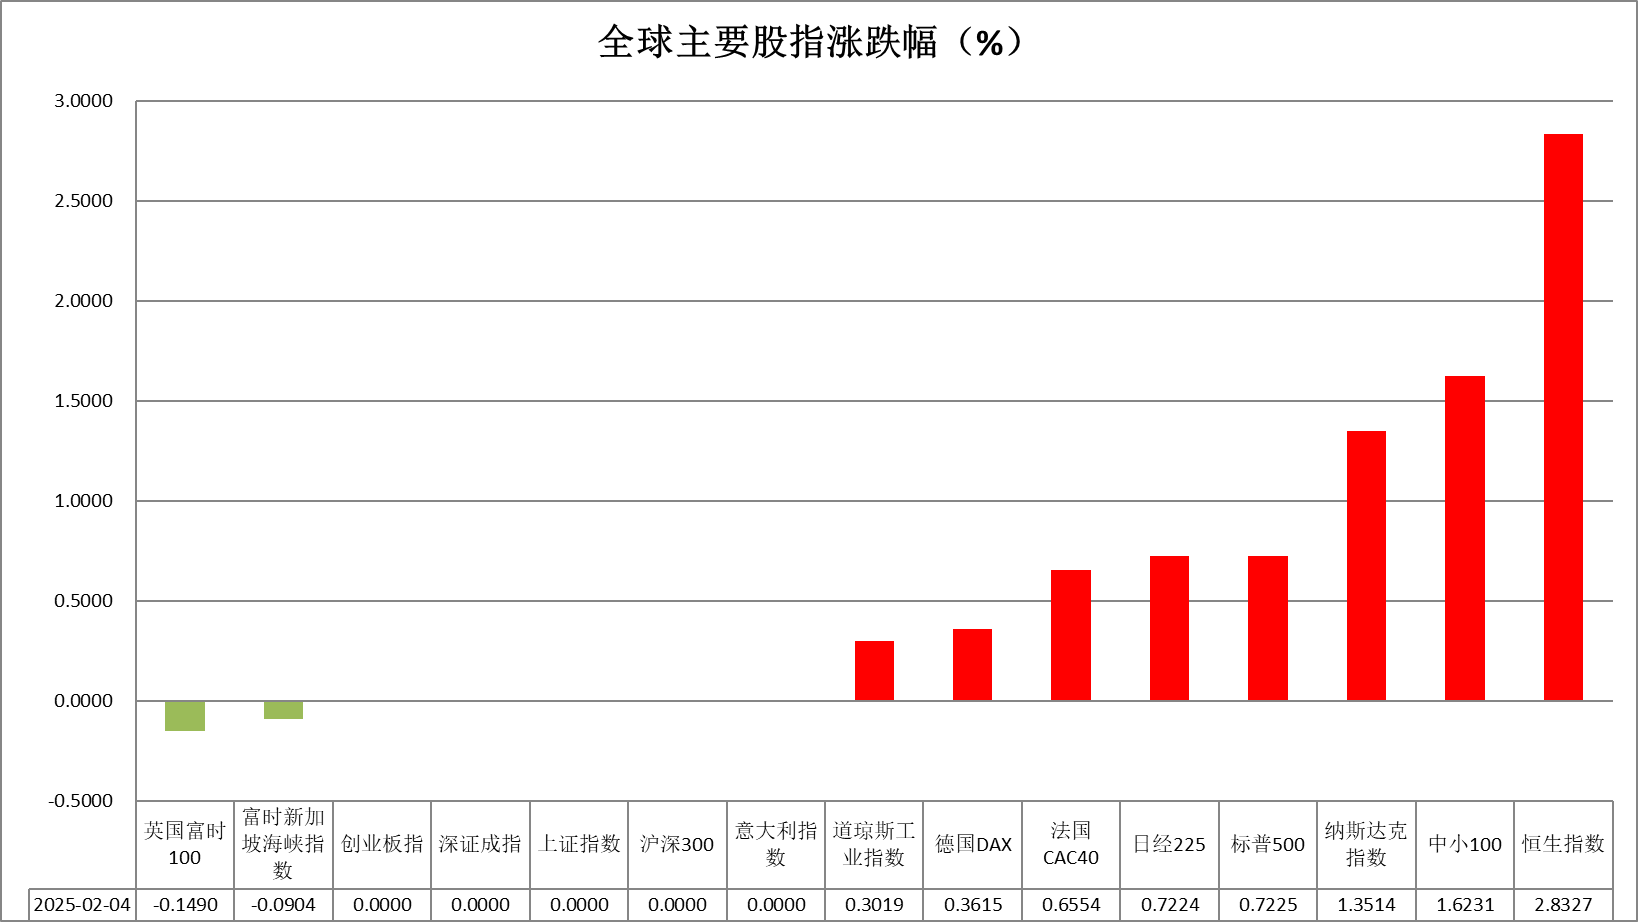 全球主要股指涨跌幅（%）
3.0000
2.5000
2.0000
1.5000
1.0000
0.5000
0.0000
-0.5000
英国富时
100
富时新加
坡海峡指
数
创业板指
深证成指
上证指数
沪深300
意大利指
数
道琼斯工
业指数
德国DAX
法国
CAC40
日经225
标普500
纳斯达克
指数
中小100
恒生指数
2025-02-04 -0.1490 -0.0904 0.0000 0.0000 0.0000 0.0000 0.0000 0.3019 0.3615 0.6554 0.7224 0.7225 1.3514 1.6231 2.8327